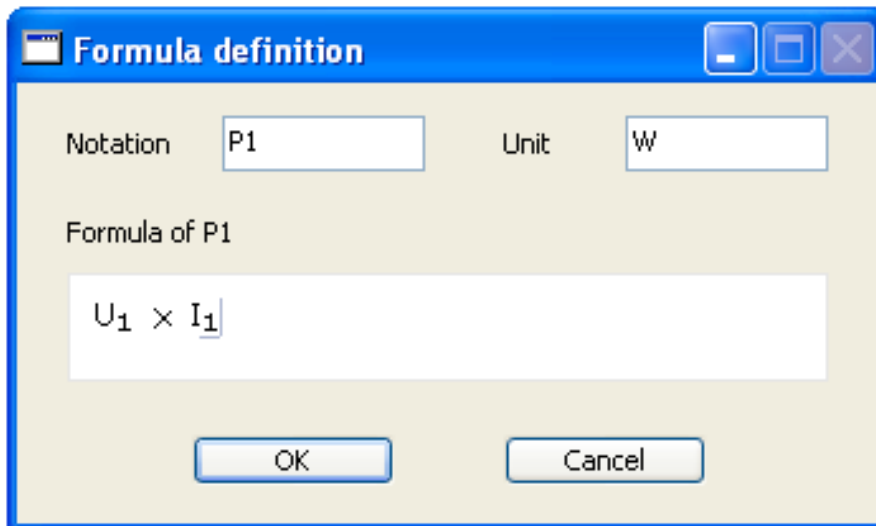 Formula definition
Notation P1 Unit W
Formula of P1
U₁ × I₁
OK Cancel